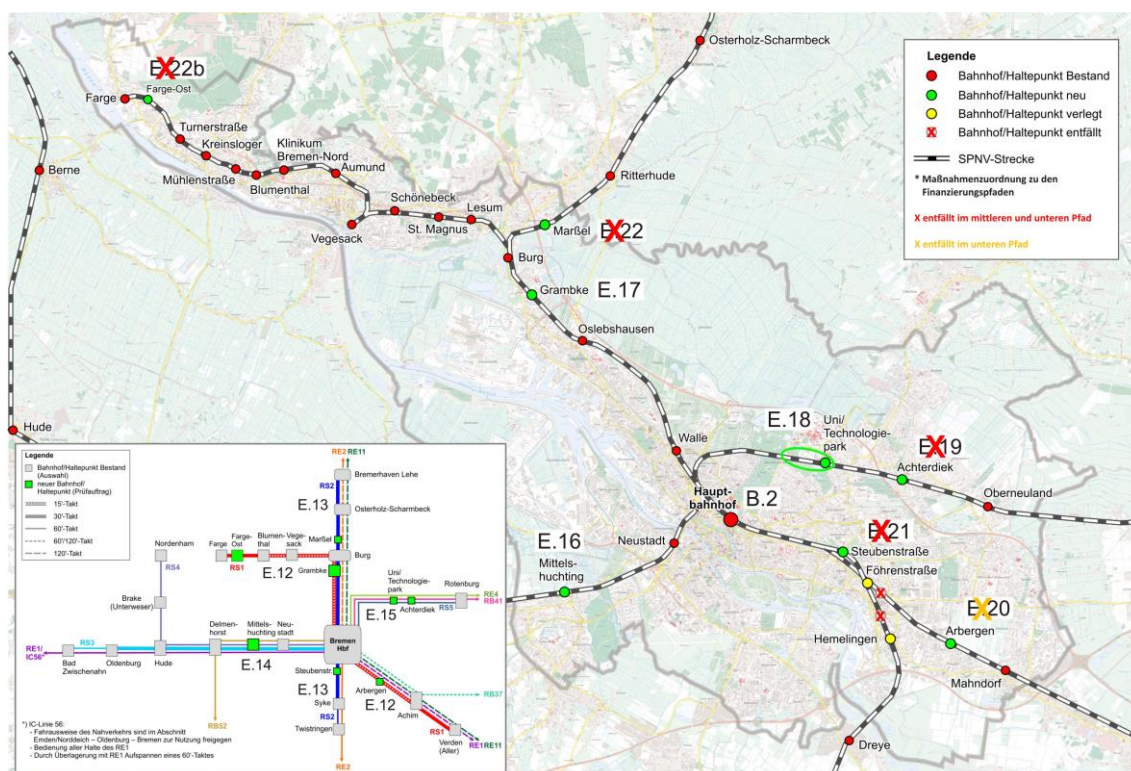 E.22b
Farge-Ost
Farge
Turnerstraße
Kreinsloger
Mühlenstraße
Blumenthal
Klinikum
Bremen-Nord
Aumund
Schönebeck
Lesum
St. Magnus
Vegesack
Berne
Hude
Osterholz-Scharmbeck
Ritterhude
Marßel
E.22
Burg
Grambke
E.17
Oslebshausen
Walle
E.18
Uni/
Technologie-
park
E.19
Achterdiek
Oberneuland
Haupt-
bahnhof
B.2
Neustadt
E.16
Mittels-
huchting
E.21
Steubenstraße
Föhrenstraße
E.20
Arbergen
Hemelingen
Mahndorf
Dreye
Legende
Bahnhof/Haltepunkt Bestand
Bahnhof/Haltepunkt neu
Bahnhof/Haltepunkt verlegt
Bahnhof/Haltepunkt entfällt
SPNV-Strecke
* Maßnahmenzuordnung zu den
Finanzierungspfaden
X entfällt im mittleren und unteren Pfad
X entfällt im unteren Pfad
Legende
Bahnhof/Haltepunkt Bestand
(Auswahl)
neuer Bahnhof/
Haltepunkt (Prüfauftrag)
15'-Takt
30'-Takt
60'-Takt
60'/120'-Takt
120'-Takt
RE2 RE11
Bremerhaven Lehe
RS2
E.13
Osterholz-Scharmbeck
Marßel
Burg
Farge
Farge-
Ost
Blumen-
thal
Vege-
sack
RS1
E.12
Grambke
Nordenham
RS4
Brake
(Unterweser)
Uni/
Technologie-
park
Achterdiek
Rotenburg
RE4
RB41
RS5
E.15
Delmen-
horst
Mittels-
huchting
Neu-
stadt
Bremen
Hbf
RS3
RE1/
IC56*
Bad
Zwischenahn
Oldenburg
Hude
E.14
RB52
Steubenstr.
E.13
Syke
RS2
Twistringen
RE2
Arbergen
E.12
Achim
RB37
RS1
Verden
(Aller)
RE1 RE11
*) IC-Linie 56:
- Fahrausweise des Nahverkehrs sind im Abschnitt
Emden/Norddeich – Oldenburg – Bremen zur Nutzung freigegen
- Bedienung aller Halte des RE1
- Durch Überlagerung mit RE1 Aufspannen eines 60'-Taktes